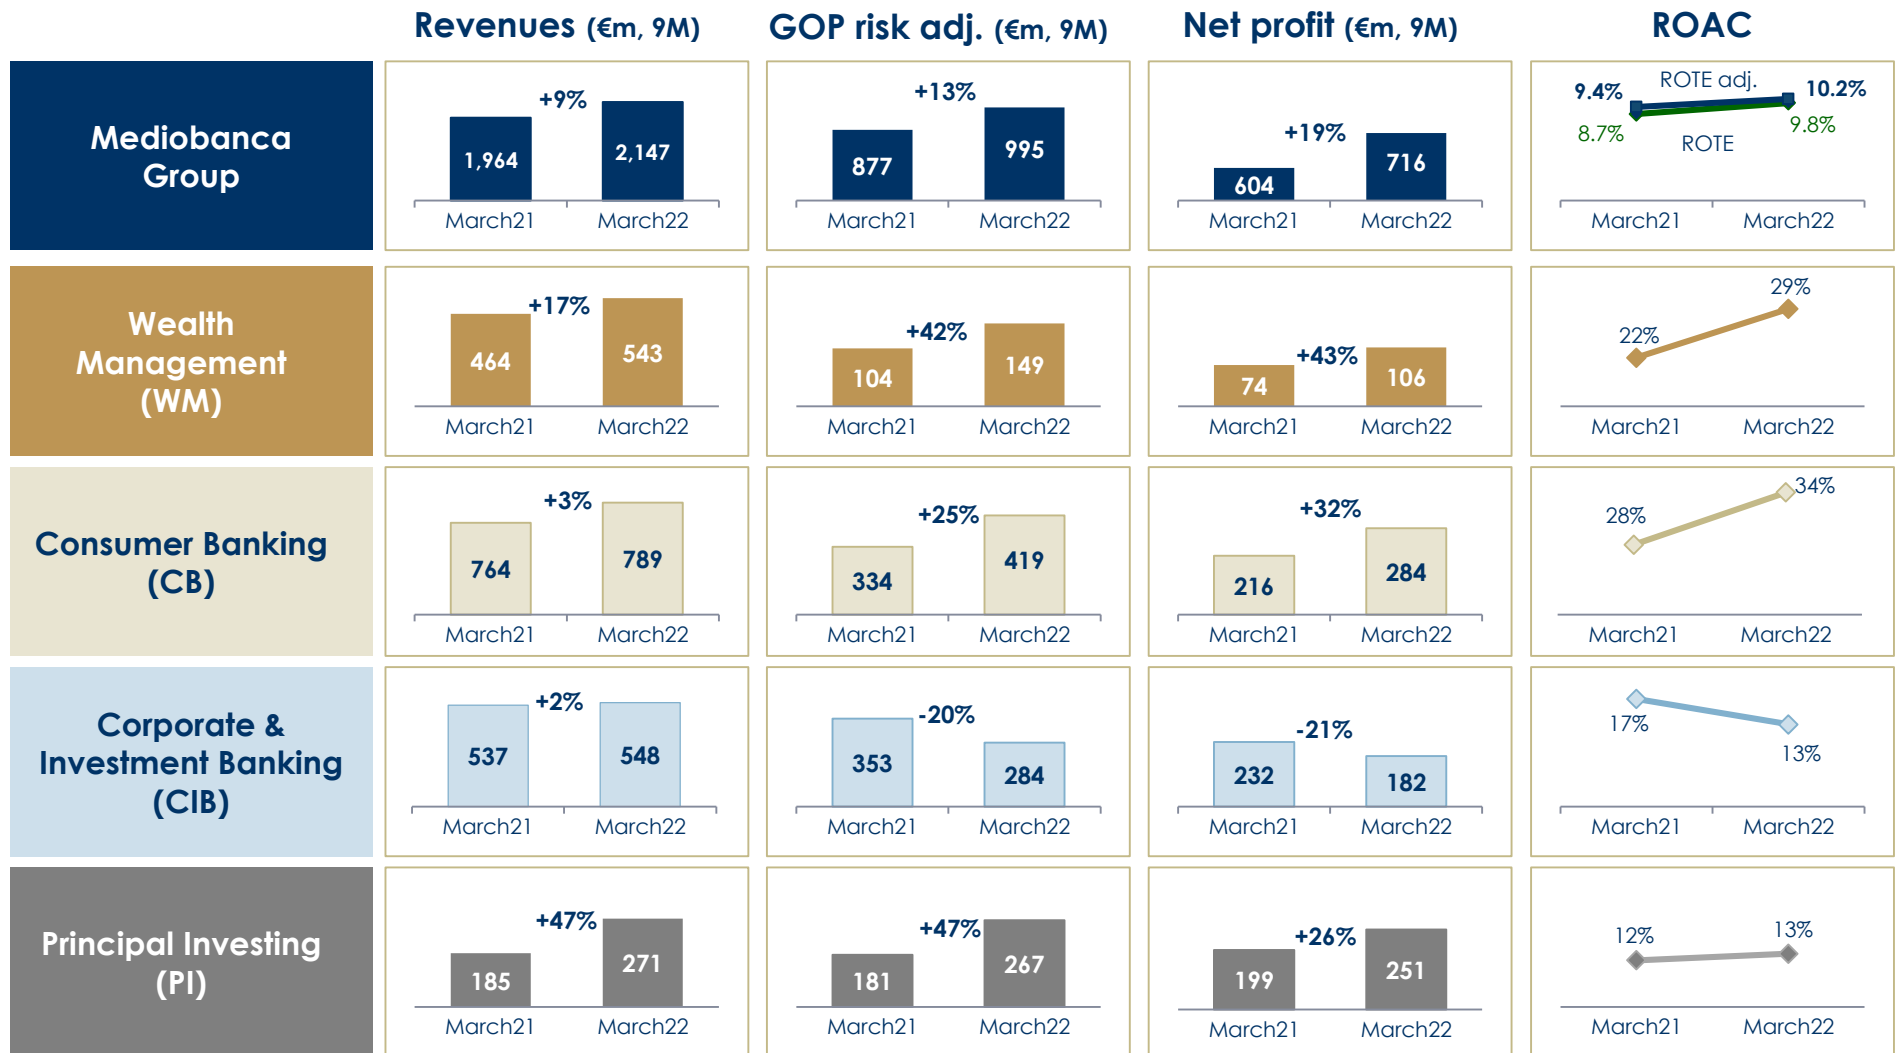 Revenues (€m, 9M)
GOP risk adj. (€m, 9M)
Net profit (€m, 9M)
ROAC
Mediobanca
Group
+9%
1,964
2,147
March21
March22
+13%
877
995
March21
March22
+19%
604
716
March21
March22
ROTE adj.
9.4%
10.2%
8.7%
9.8%
ROTE
March21
March22
Wealth
Management
(WM)
+17%
464
543
March21
March22
+42%
104
149
March21
March22
+43%
74
106
March21
March22
29%
22%
March21
March22
Consumer Banking
(CB)
+3%
764
789
March21
March22
+25%
334
419
March21
March22
+32%
216
284
March21
March22
34%
28%
March21
March22
Corporate &
Investment Banking
(CIB)
+2%
537
548
March21
March22
-20%
353
284
March21
March22
-21%
232
182
March21
March22
17%
13%
March21
March22
Principal Investing
(PI)
+47%
185
271
March21
March22
+47%
181
267
March21
March22
+26%
199
251
March21
March22
12%
13%
March21
March22